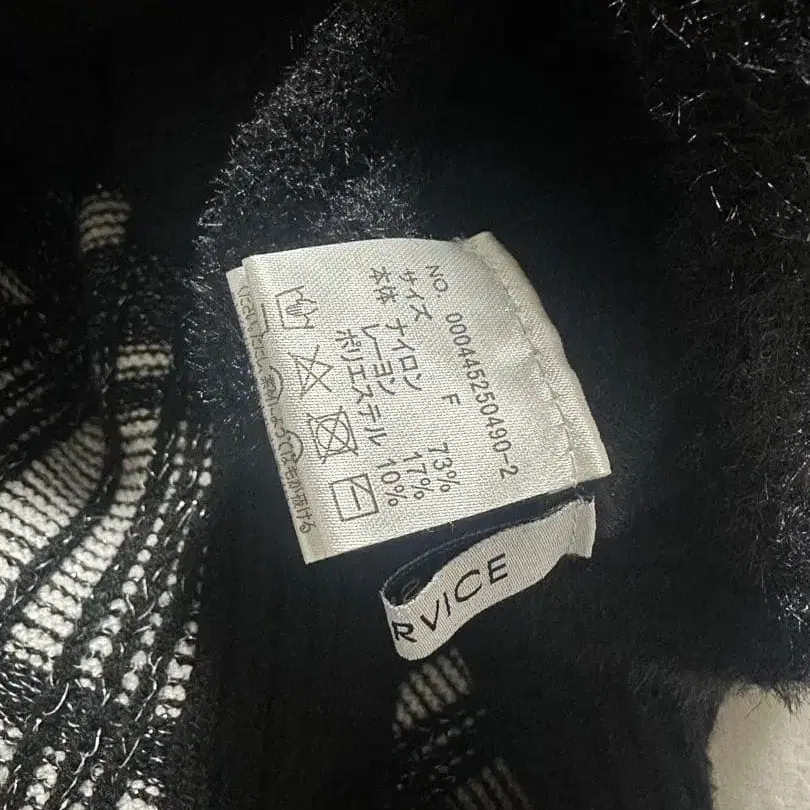 NO. 000445250490-2
サイズ F
本体 ナイロン 73%
レーヨン 17%
ポリエステル 10%
RVICE